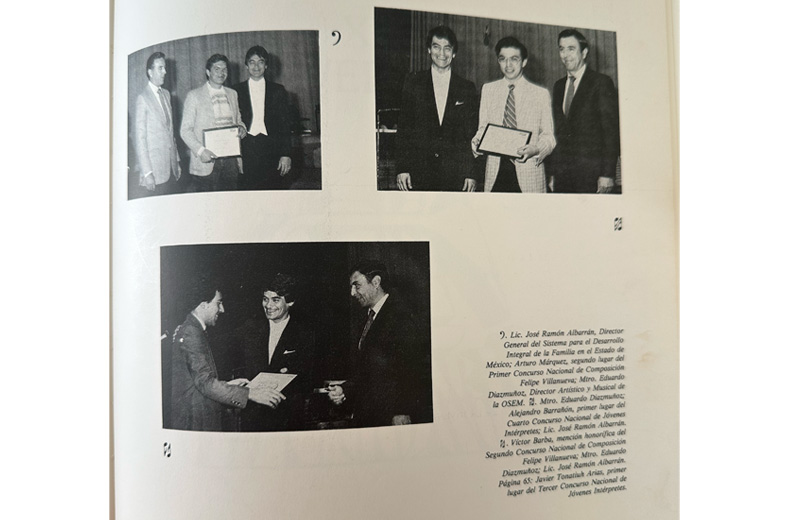 Lic. José Ramón Albarrán, Director
General del Sistema para el Desarrollo
Integral de la Familia en el Estado de
México; Arturo Márquez, segundo lugar del
Primer Concurso Nacional de Composición
Felipe Villanueva; Mtro. Eduardo
Diazmuñoz, Director Artístico y Musical de
la OSEM. Mtro. Eduardo Diazmuñoz;
Alejandro Barrañón, primer lugar del
Cuarto Concurso Nacional de Jóvenes
Intérpretes; Lic. José Ramón Albarrán.
Víctor Barba, mención honorífica del
Segundo Concurso Nacional de Composición
Felipe Villanueva; Mtro. Eduardo
Diazmuñoz; Lic. José Ramón Albarrán.
Página 65: Javier Tonatiuh Arias, primer
lugar del Tercer Concurso Nacional de
Jóvenes Intérpretes.